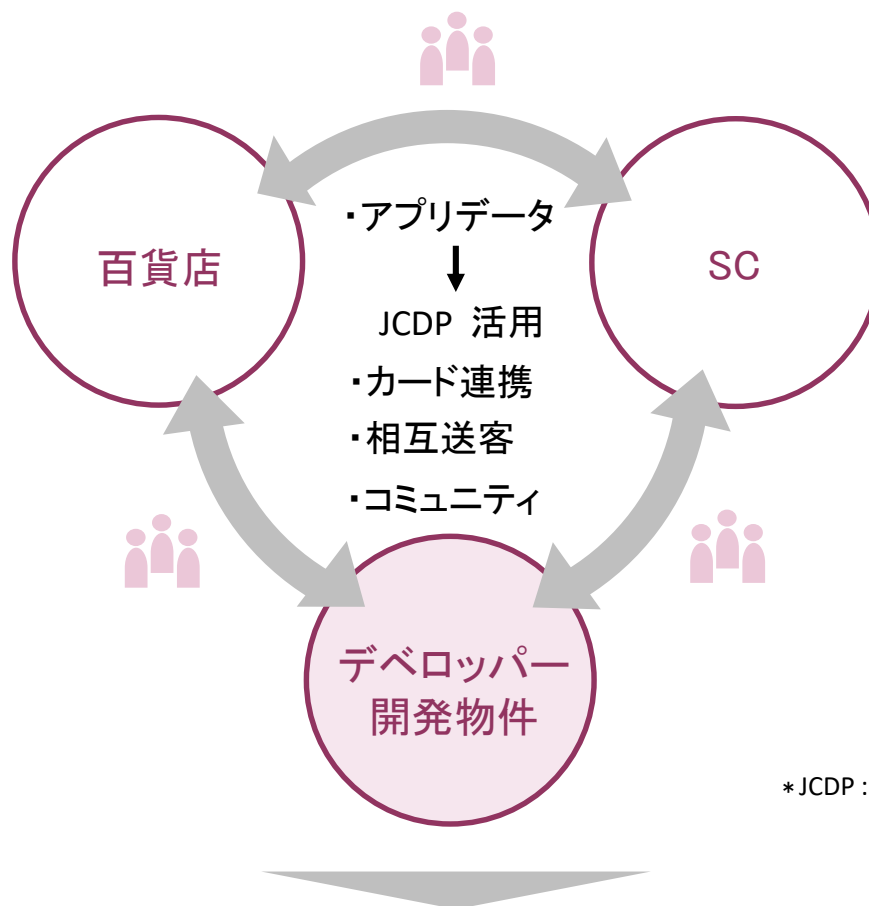 百貨店
SC
・アプリデータ
JCDP 活用
・カード連携
・相互送客
・コミュニティ
デベロッパー
開発物件
*JCDP :